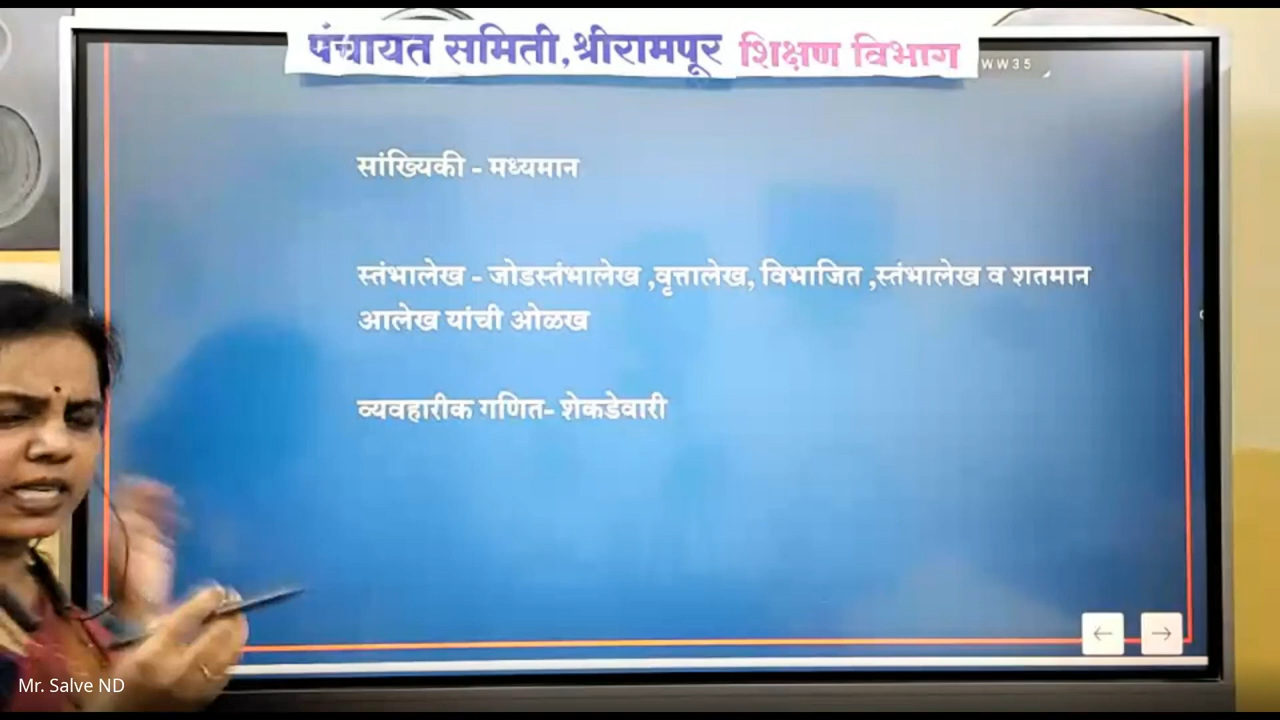 पंचायत समिती,श्रीरामपूर शिक्षण विभाग
WW35
सांख्यिकी - मध्यमान
स्तंभालेख - जोडस्तंभालेख ,वृत्तालेख, विभाजित ,स्तंभालेख व शतमान
आलेख यांची ओळख
व्यवहारीक गणित- शेकडेवारी
Mr. Salve ND